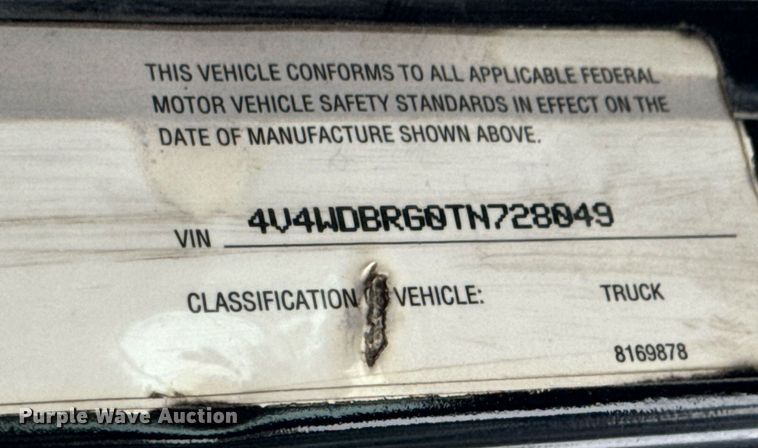 THIS VEHICLE CONFORMS TO ALL APPLICABLE FEDERAL
MOTOR VEHICLE SAFETY STANDARDS IN EFFECT ON THE
DATE OF MANUFACTURE SHOWN ABOVE.
VIN 4V4WDBRG0TN728049
CLASSIFICATION VEHICLE: TRUCK
8169878
Purple Wave Auction